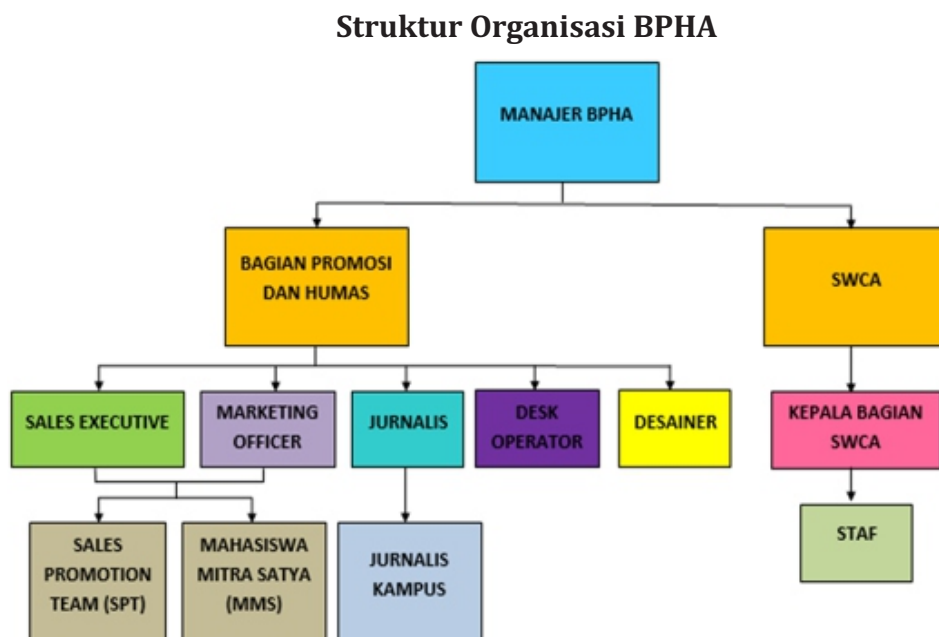 Struktur Organisasi BPHA
MANAJER BPHA
BAGIAN PROMOSI
DAN HUMAS
SWCA
SALES EXECUTIVE
MARKETING
OFFICER
JURNALIS
DESK
OPERATOR
DESAINER
KEPALA BAGIAN
SWCA
SALES
PROMOTION
TEAM (SPT)
MAHASISWA
MITRA SATYA
(MMS)
JURNALIS
KAMPUS
STAF